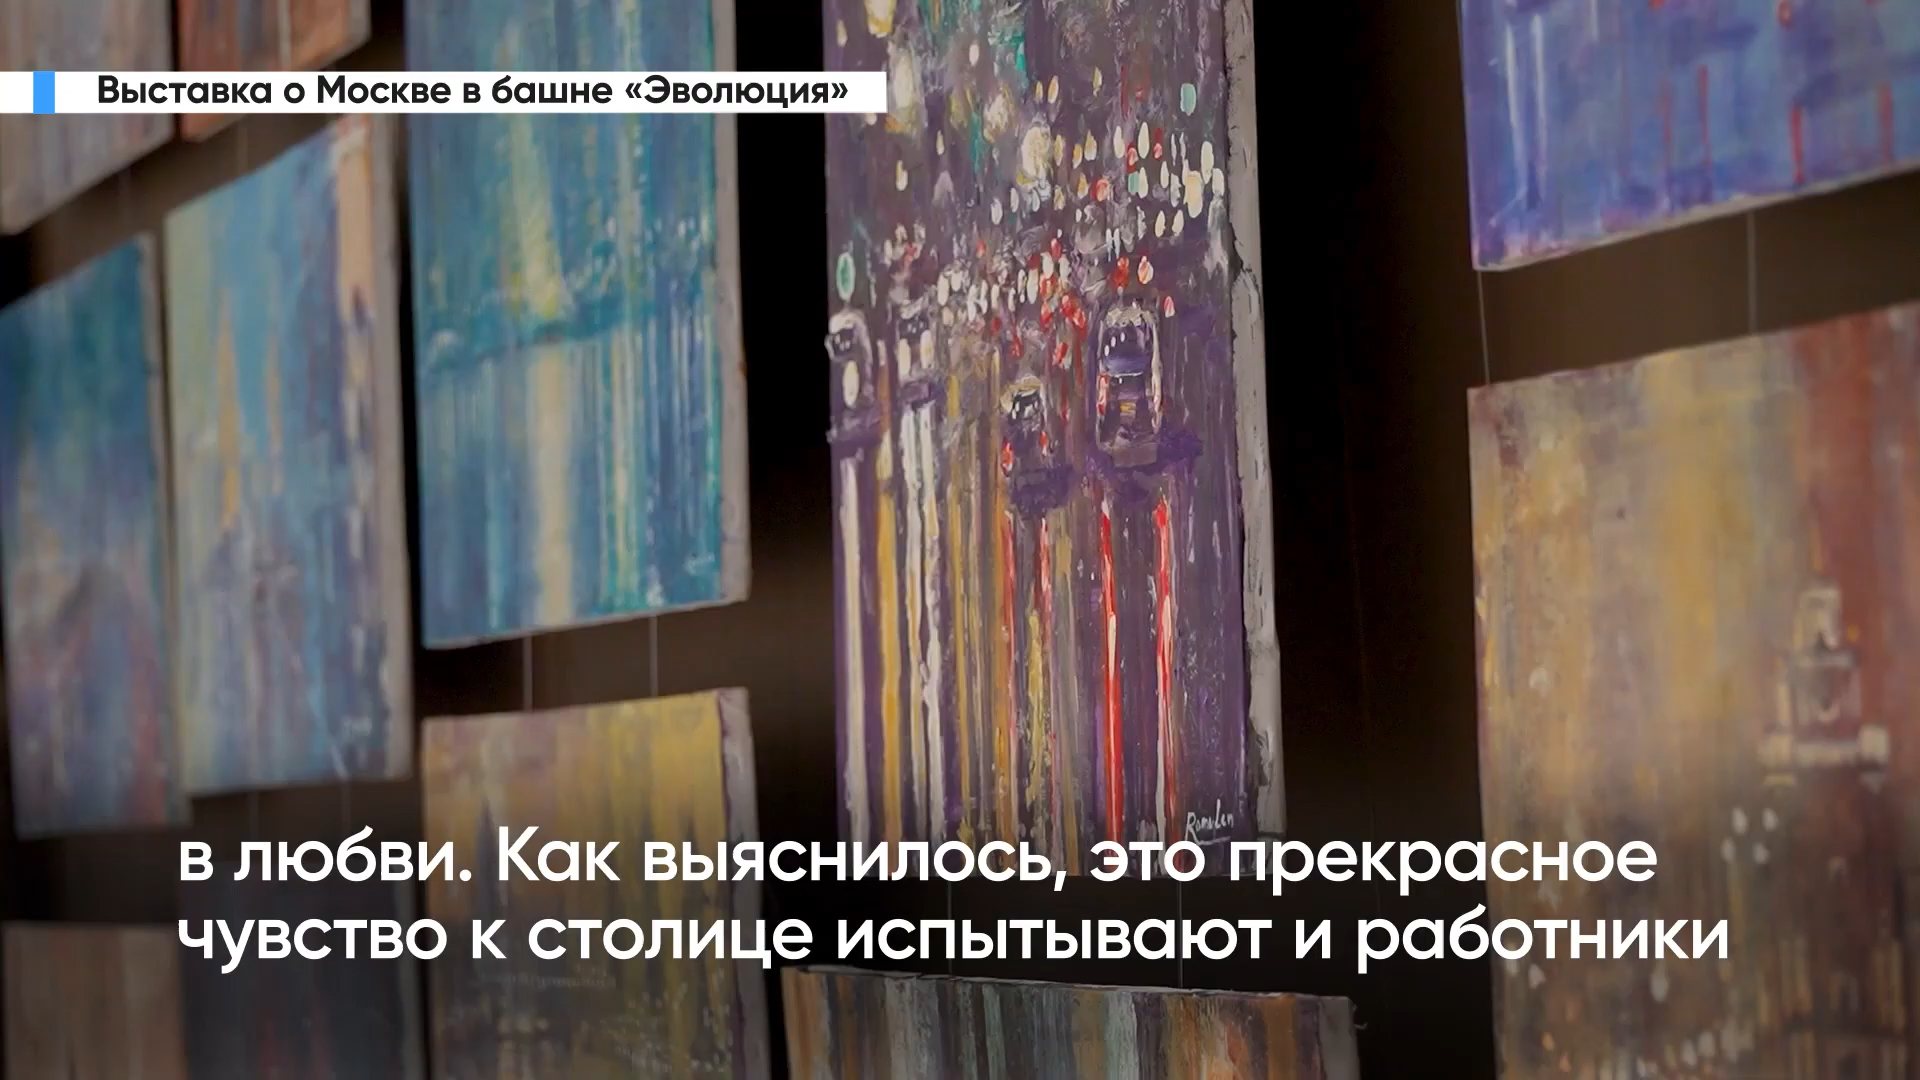 Выставка о Москве в башне «Эволюция»
в любви. Как выяснилось, это прекрасное
чувство к столице испытывают и работники